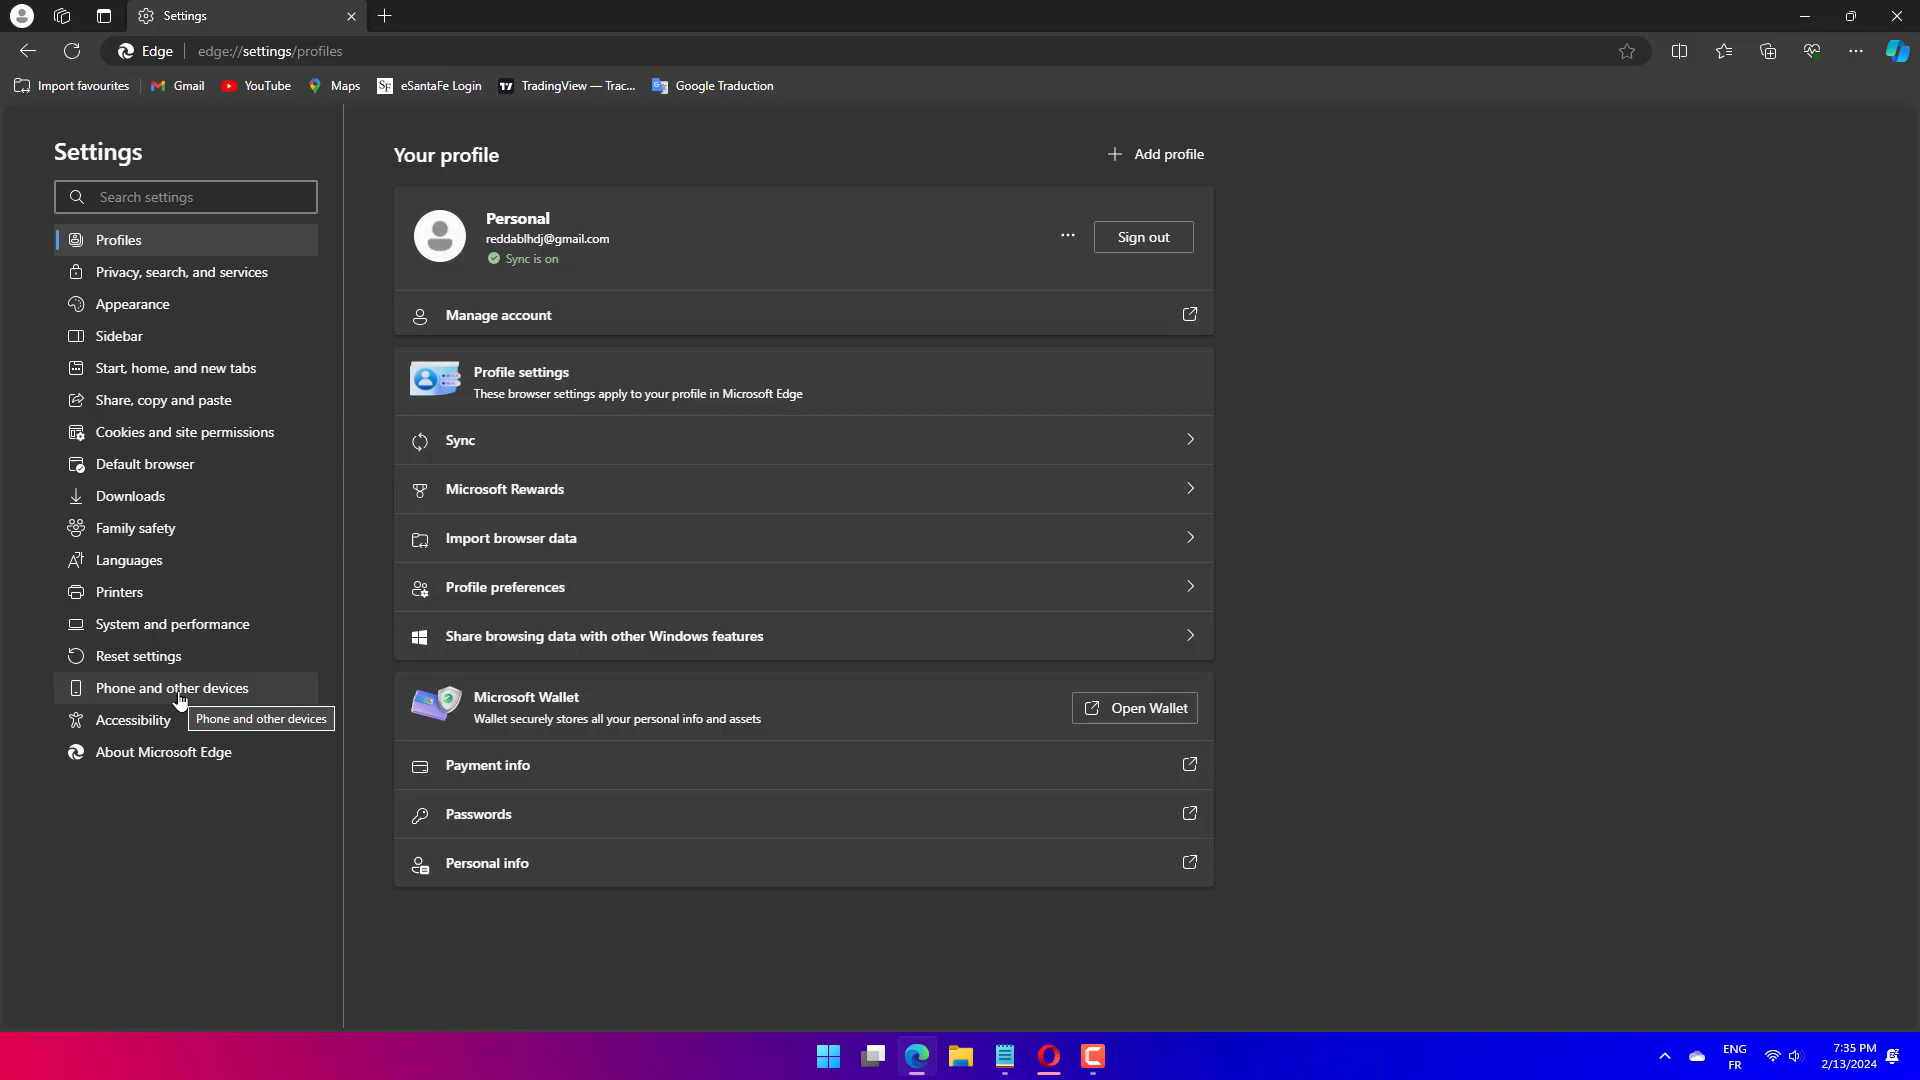 Settings
Edge
edge://settings/profiles
Import favourites
Gmail
YouTube
Maps
SF
eSantaFe Login
TradingView — Trac...
Google Traduction
Settings
Search settings
Profiles
Privacy, search, and services
Appearance
Sidebar
Start, home, and new tabs
Share, copy and paste
Cookies and site permissions
Default browser
Downloads
Family safety
Languages
Printers
System and performance
Reset settings
Phone and other devices
Accessibility
Phone and other devices
About Microsoft Edge
Your profile
Add profile
Personal
reddablhdj@gmail.com
Sync is on
Sign out
Manage account
Profile settings
These browser settings apply to your profile in Microsoft Edge
Sync
Microsoft Rewards
Import browser data
Profile preferences
Share browsing data with other Windows features
Microsoft Wallet
Wallet securely stores all your personal info and assets
Open Wallet
Payment info
Passwords
Personal info
ENG
FR
7:35 PM
2/13/2024